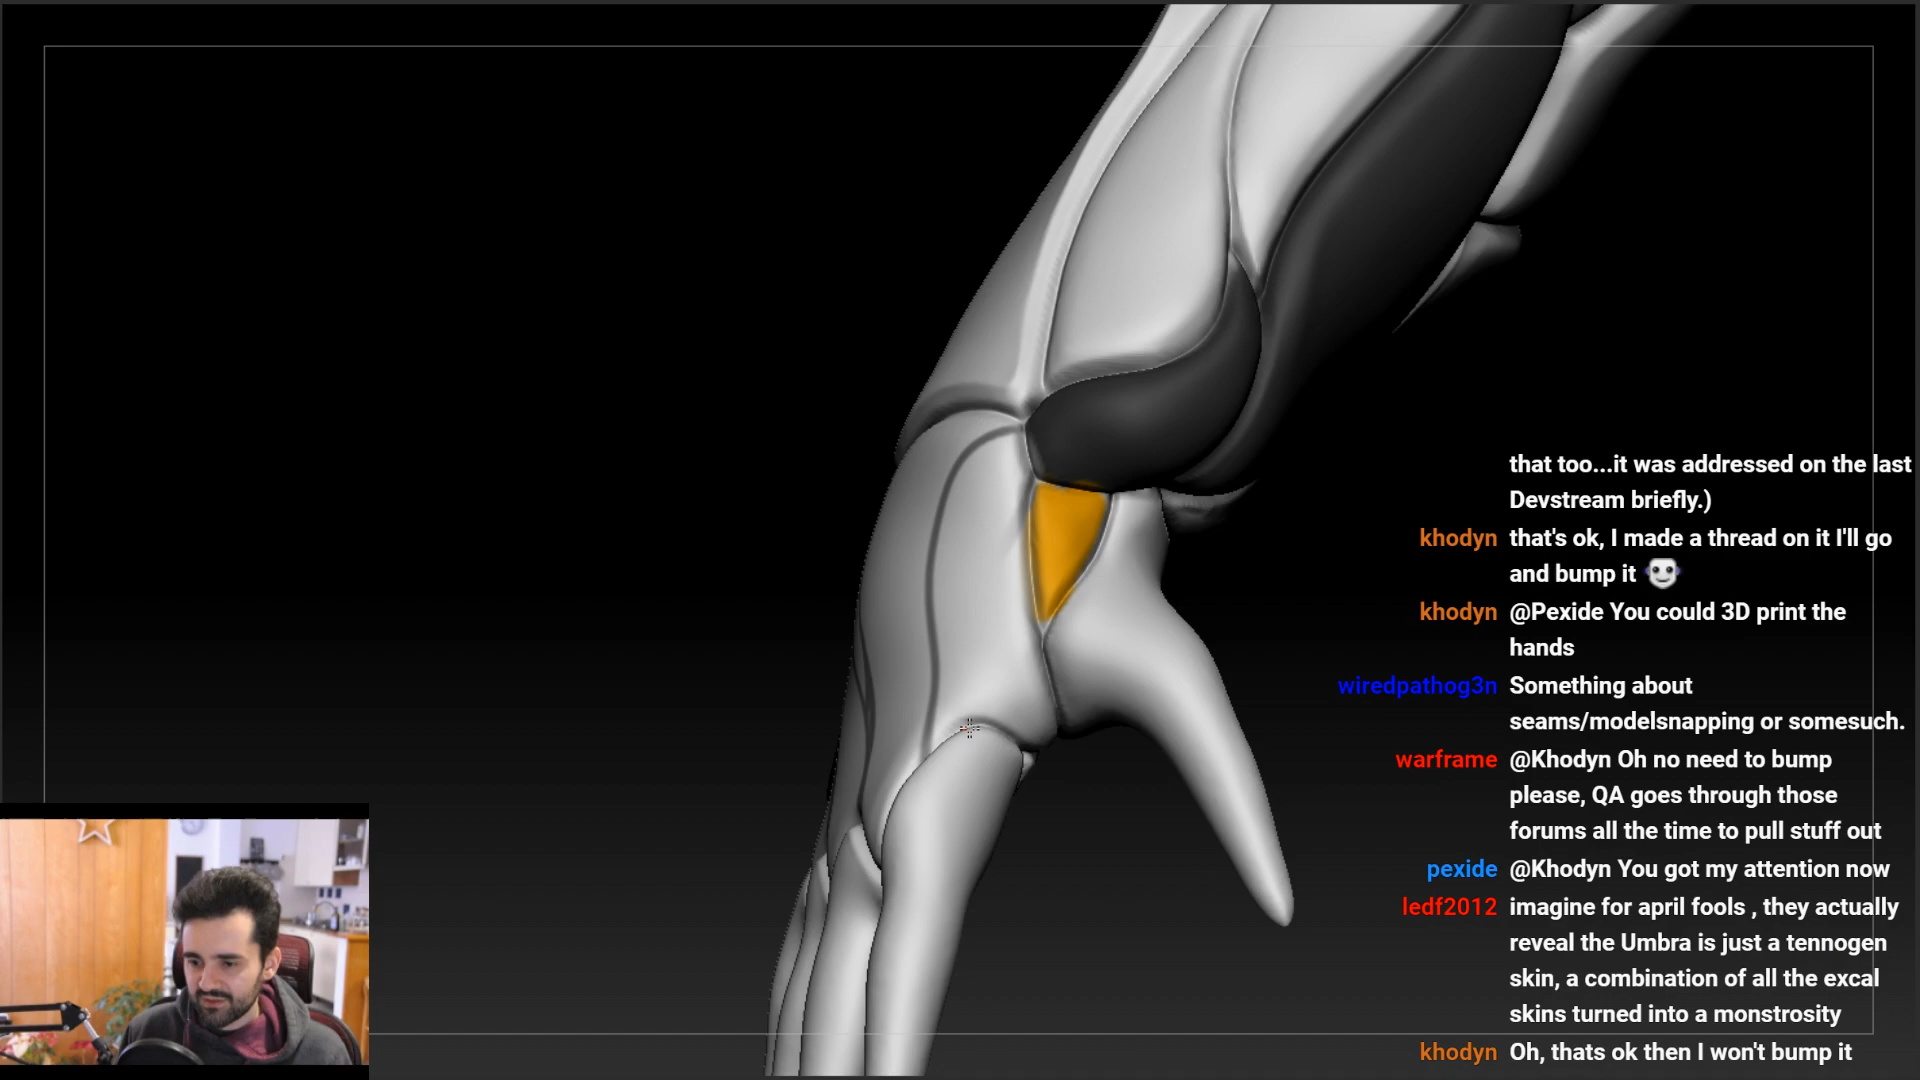 that too...it was addressed on the last
Devstream briefly.)
khodyn that's ok, I made a thread on it I'll go
and bump it
khodyn @Pexide You could 3D print the
hands
wiredpathog3n Something about
seams/modelsnapping or somesuch.
warframe @Khodyn Oh no need to bump
please, QA goes through those
forums all the time to pull stuff out
pexide @Khodyn You got my attention now
ledf2012 imagine for april fools , they actually
reveal the Umbra is just a tennogen
skin, a combination of all the excal
skins turned into a monstrosity
khodyn Oh, thats ok then I won't bump it